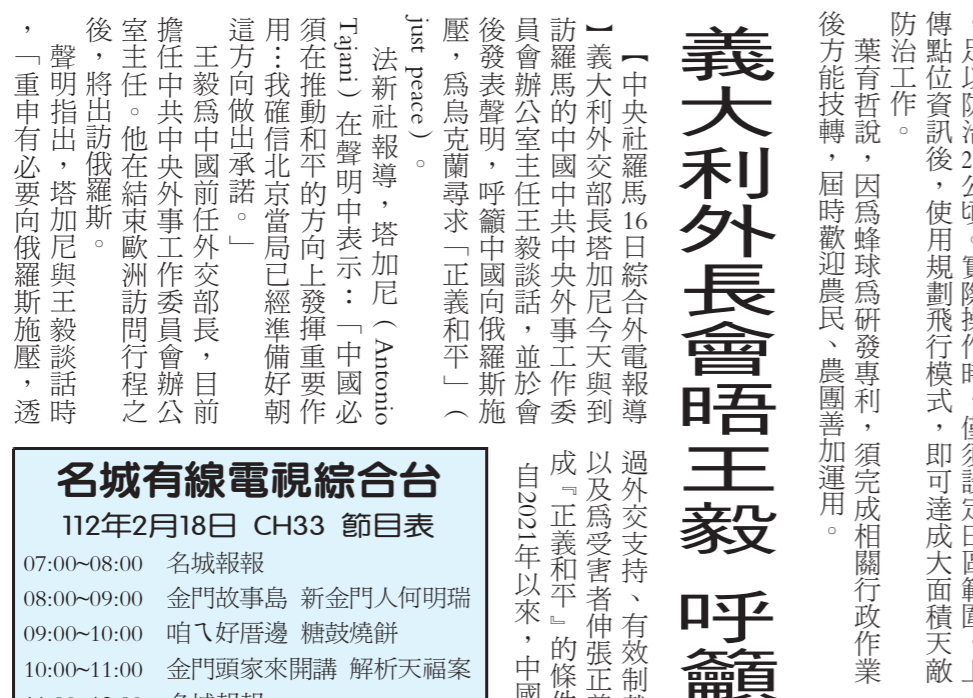 傳點位資訊後，使用規劃飛行模式，即可達成大面積天敵
防治工作。
葉育哲說，因為蜂球為研發專利，須完成相關行政作業
後方能技轉，屆時歡迎農民、農團善加運用。
義大利外長會晤王毅 呼籲
【中央社羅馬16日綜合外電報導
】義大利外交部長塔加尼今天與到
訪羅馬的中國中共中央外事工作委
員會辦公室主任王毅談話，並於會
後發表聲明，呼籲中國向俄羅斯施
壓，為烏克蘭尋求「正義和平」（
just peace）。
法新社報導，塔加尼（Antonio
Tajani）在聲明中表示：「中國必
須在推動和平的方向上發揮重要作
用…我確信北京當局已經準備好朝
這方向做出承諾。」
王毅為中國前任外交部長，目前
擔任中共中央外事工作委員會辦公
室主任。他在結束歐洲訪問行程之
後，將出訪俄羅斯。
聲明指出，塔加尼與王毅談話時
，「重申有必要向俄羅斯施壓，透
過外交支持、有效制
以及為受害者伸張正
成『正義和平』的條件
自2021年以來，中國
名城有線電視綜合台
112年2月18日 CH33 節目表
07:00~08:00 名城報報
08:00~09:00 金門故事島 新金門人何明瑞
09:00~10:00 咱ㄟ好厝邊 糖鼓燒餅
10:00~11:00 金門頭家來開講 解析天福案